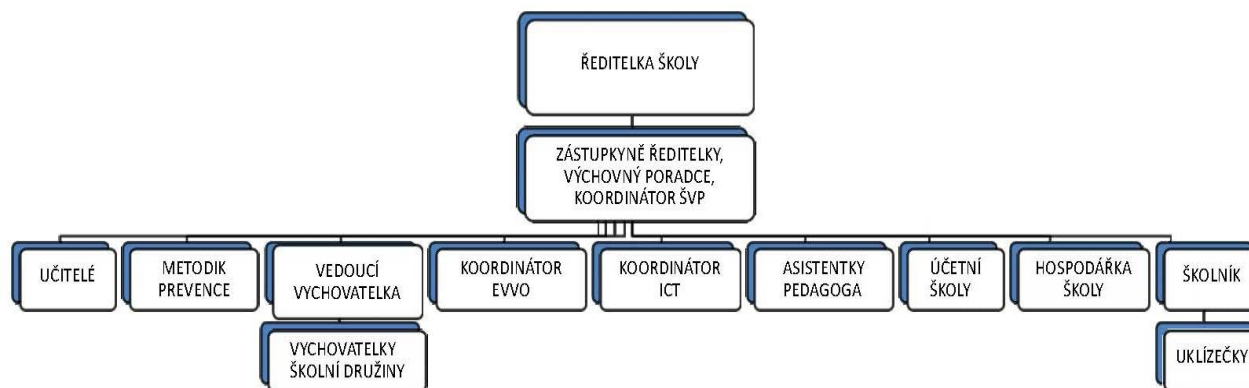 ŘEDITELKA ŠKOLY
ZÁSTUPKYNĚ ŘEDITELKY,
VÝCHOVNÝ PORADCE,
KOORDINÁTOR ŠVP
UČITELÉ
METODIK
PREVENCE
VEDOUCÍ
VYCHOVATELKA
KOORDINÁTOR
EVVO
KOORDINÁTOR
ICT
ASISTENTKY
PEDAGOGA
ÚČETNÍ
ŠKOLY
HOSPODÁŘKA
ŠKOLY
ŠKOLNÍK
VYCHOVATELKY
ŠKOLNÍ DRUŽINY
UKLÍZEČKY